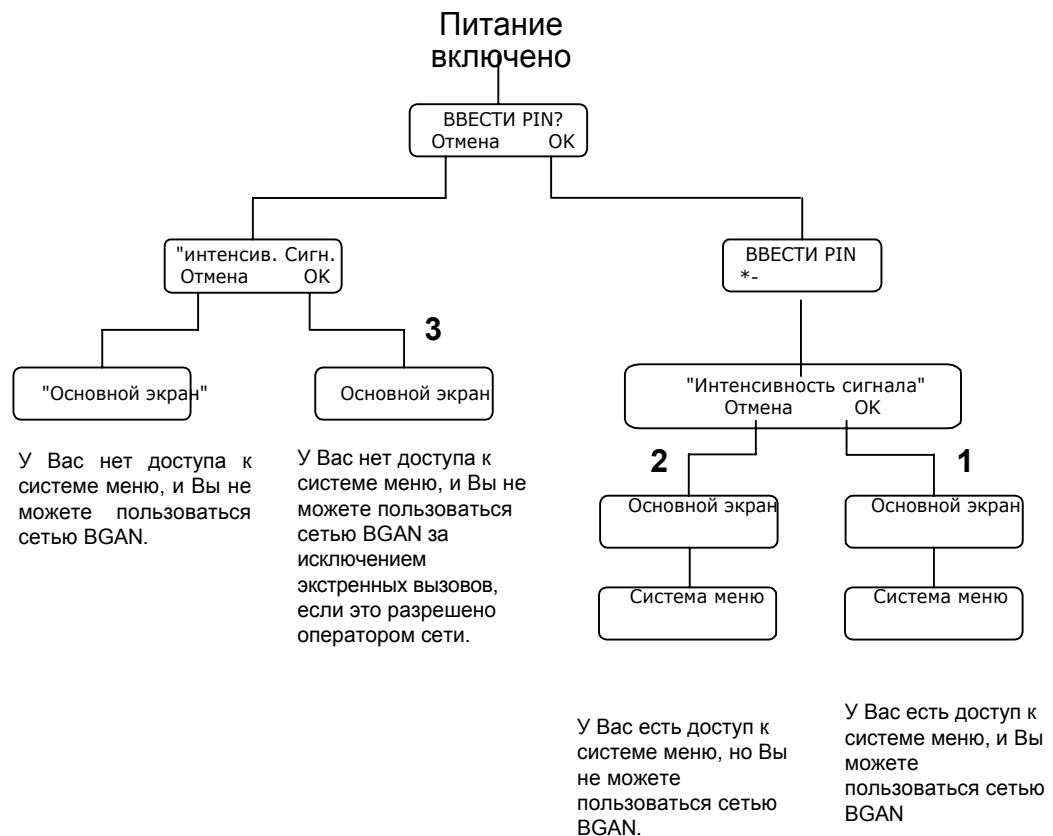 Питание
включено
ВВЕСТИ PIN?
Отмена OK
"интенсив. Сигн.
Отмена OK
ВВЕСТИ PIN
*-
3
"Основной экран"
Основной экран
"Интенсивность сигнала"
Отмена OK
У Вас нет доступа к
системе меню, и Вы не
можете пользоваться
сетью BGAN.
У Вас нет доступа к
системе меню, и Вы не
можете пользоваться
сетью BGAN за
исключением
экстренных вызовов,
если это разрешено
оператором сети.
2
1
Основной экран
Основной экран
Система меню
Система меню
У Вас есть доступ к
системе меню, но Вы
не можете
пользоваться сетью
BGAN.
У Вас есть доступ к
системе меню, и Вы
можете
пользоваться сетью
BGAN